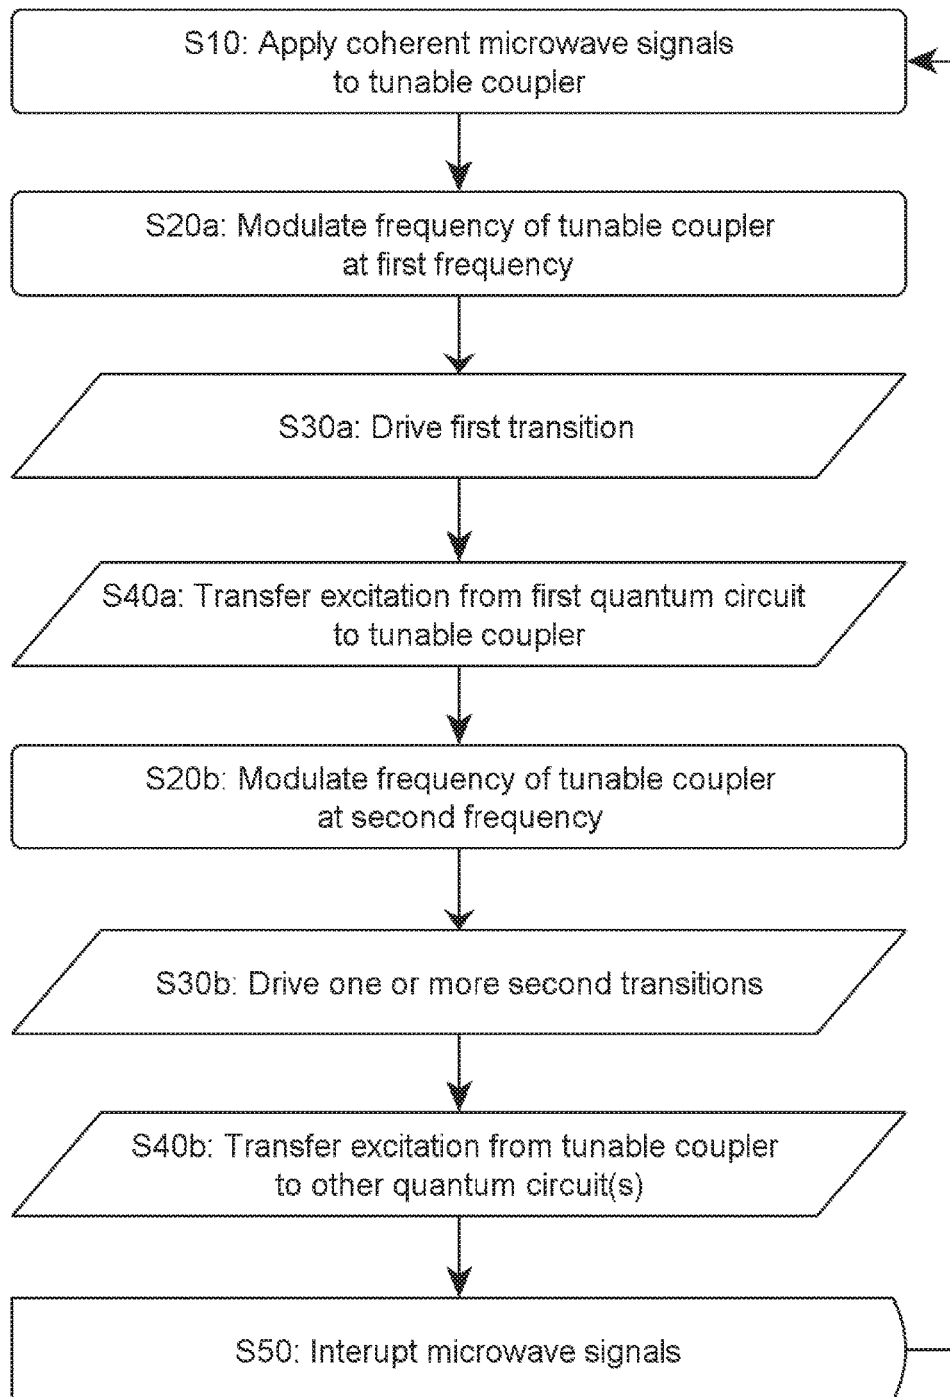 S10: Apply coherent microwave signals
to tunable coupler
S20a: Modulate frequency of tunable coupler
at first frequency
S30a: Drive first transition
S40a: Transfer excitation from first quantum circuit
to tunable coupler
S20b: Modulate frequency of tunable coupler
at second frequency
S30b: Drive one or more second transitions
S40b: Transfer excitation from tunable coupler
to other quantum circuit(s)
S50: Interupt microwave signals